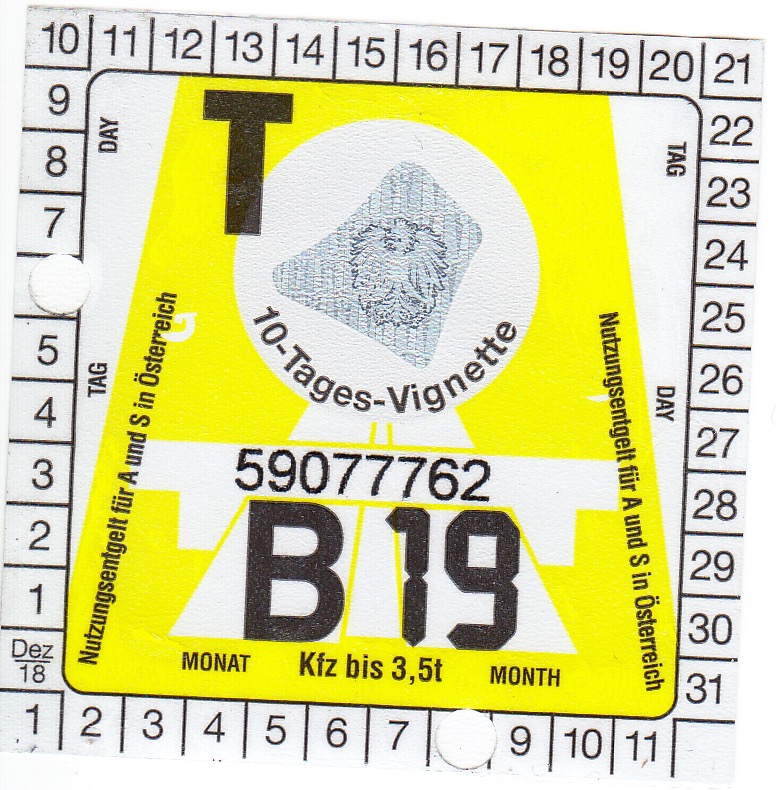 10 11 12 13 14 15 16 17 18 19 20 21
9
8
7
5
4
3
2
1
Dez
18
22
23
24
25
26
27
28
29
30
31
1 2 3 4 5 6 7 9 10 11
DAY
TAG
TAG
DAY
T
10-Tages-Vignette
Nutzungsentgelt für A und S in Österreich
Nutzungsentgelt für A und S in Österreich
59077762
B 19
MONAT Kfz bis 3,5t MONTH